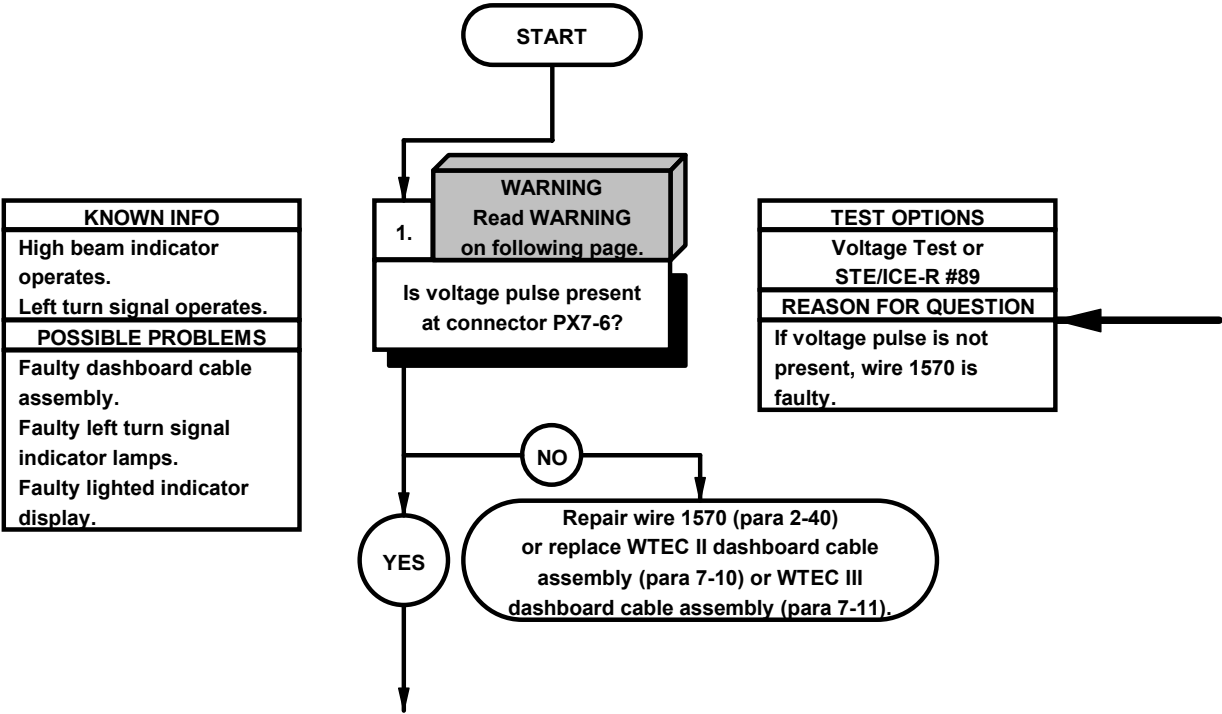 START
KNOWN INFO
High beam indicator
operates.
Left turn signal operates.
POSSIBLE PROBLEMS
Faulty dashboard cable
assembly.
Faulty left turn signal
indicator lamps.
Faulty lighted indicator
display.
WARNING
Read WARNING
on following page.
1.
Is voltage pulse present
at connector PX7-6?
TEST OPTIONS
Voltage Test or
STE/ICE-R #89
REASON FOR QUESTION
If voltage pulse is not
present, wire 1570 is
faulty.
NO
YES
Repair wire 1570 (para 2-40)
or replace WTEC II dashboard cable
assembly (para 7-10) or WTEC III
dashboard cable assembly (para 7-11).